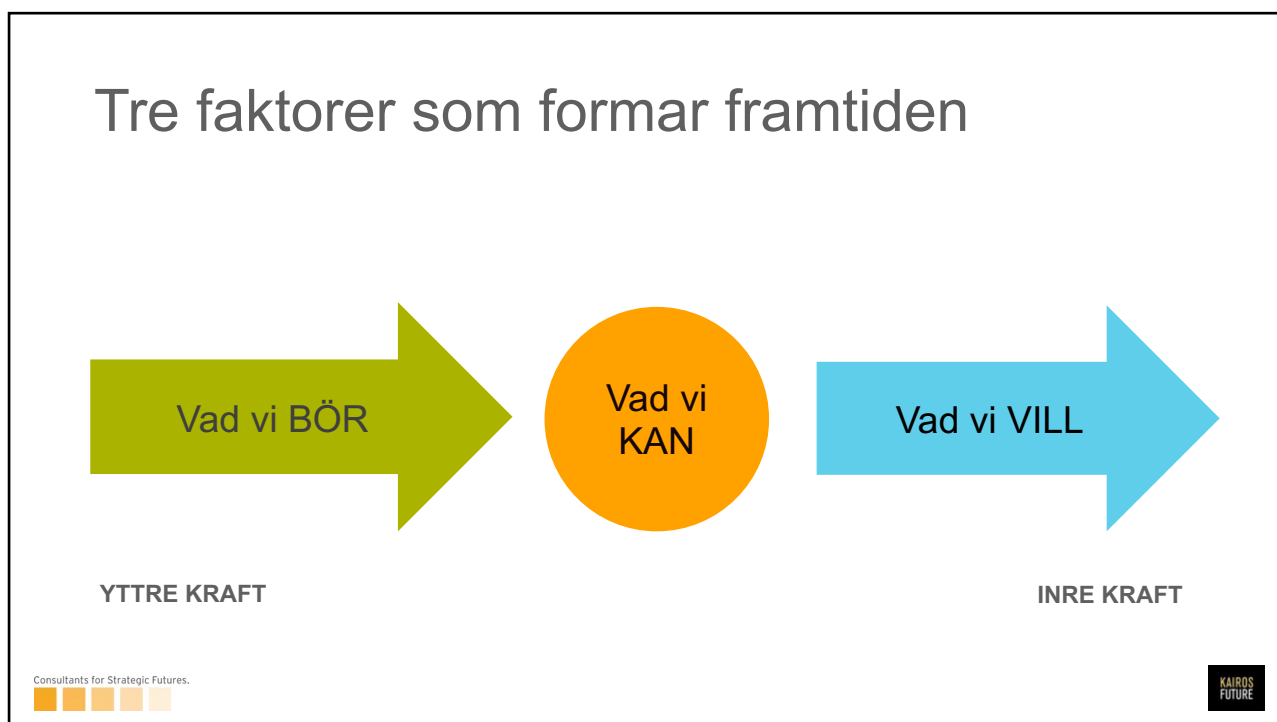 Tre faktorer som formar framtiden
Vad vi BÖR
Vad vi
KAN
Vad vi VILL
YTTRE KRAFT
INRE KRAFT
Consultants for Strategic Futures.
KAIROS
FUTURE